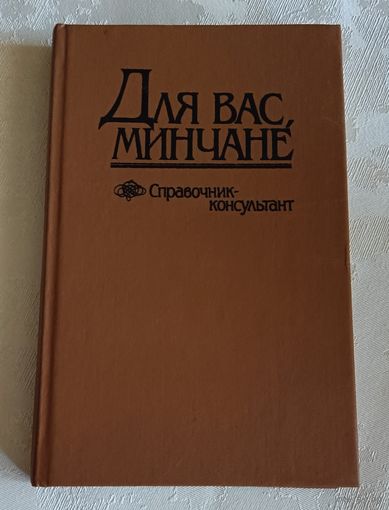 Для вас,
минчане
Справочник-
консультант